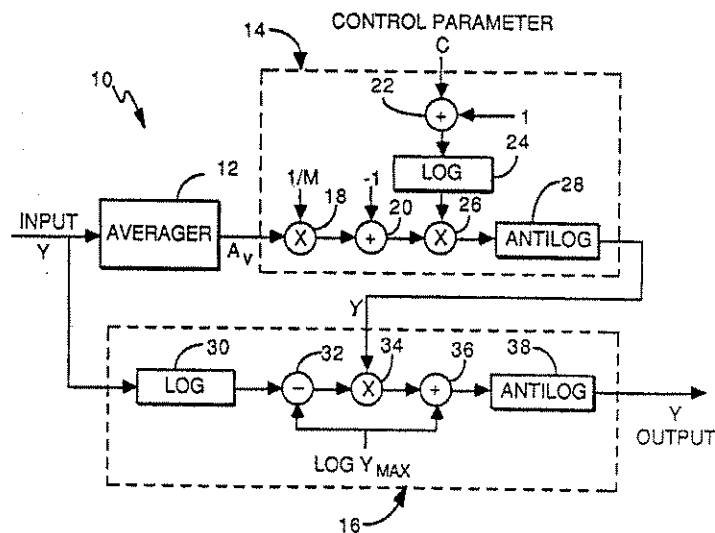 CONTROL PARAMETER
C
14
10
22
+
1
24
LOG
12
1/M
-1
18
20
26
28
INPUT
Y
AVERAGER
A_V
X
+
X
ANTILOG
Y
30
32
34
36
38
LOG
−
X
+
ANTILOG
Y
OUTPUT
LOG Y_MAX
16